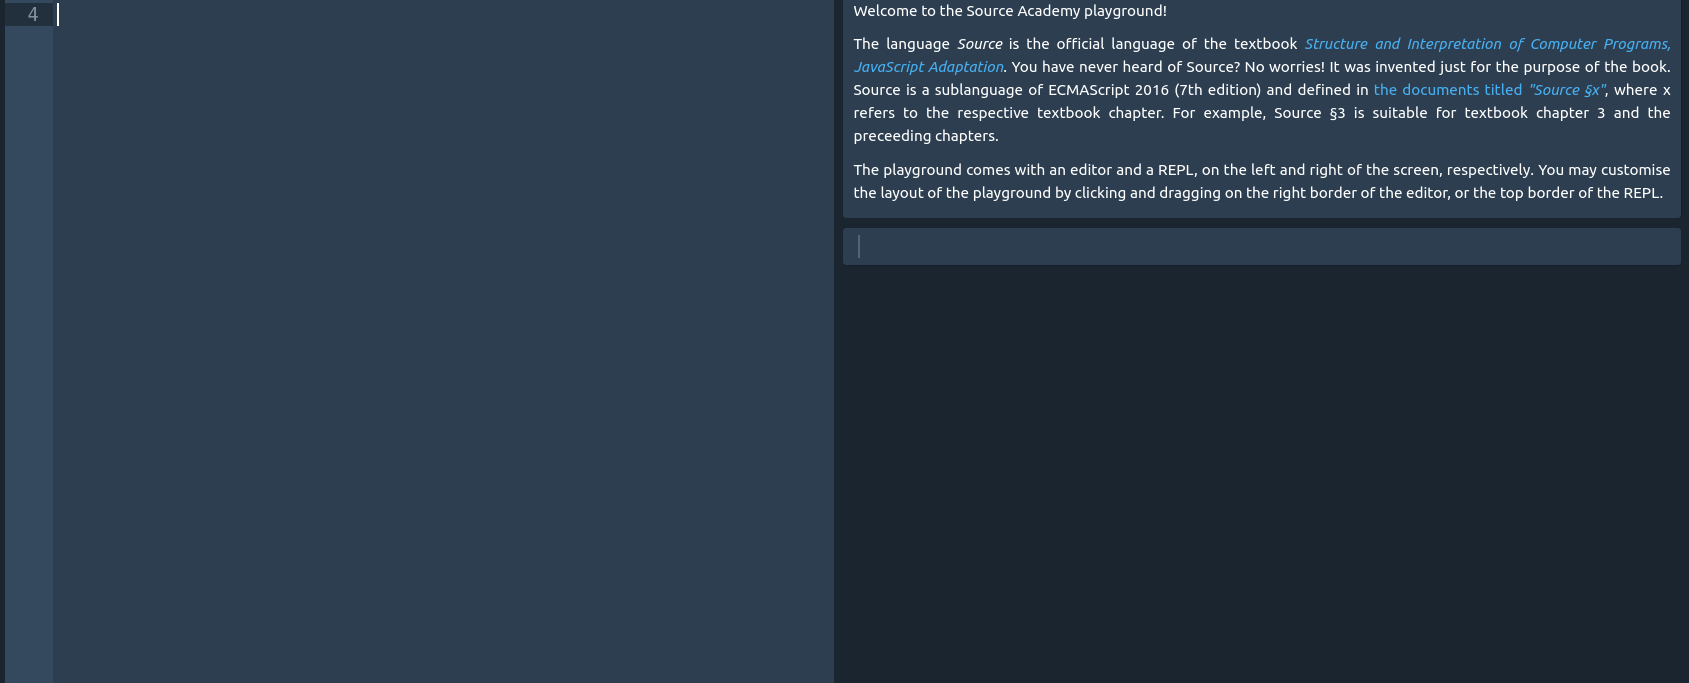 4
Welcome to the Source Academy playground!
The language Source is the official language of the textbook Structure and Interpretation of Computer Programs,
JavaScript Adaptation. You have never heard of Source? No worries! It was invented just for the purpose of the book.
Source is a sublanguage of ECMAScript 2016 (7th edition) and defined in the documents titled "Source §x", where x
refers to the respective textbook chapter. For example, Source §3 is suitable for textbook chapter 3 and the
preceeding chapters.
The playground comes with an editor and a REPL, on the left and right of the screen, respectively. You may customise
the layout of the playground by clicking and dragging on the right border of the editor, or the top border of the REPL.